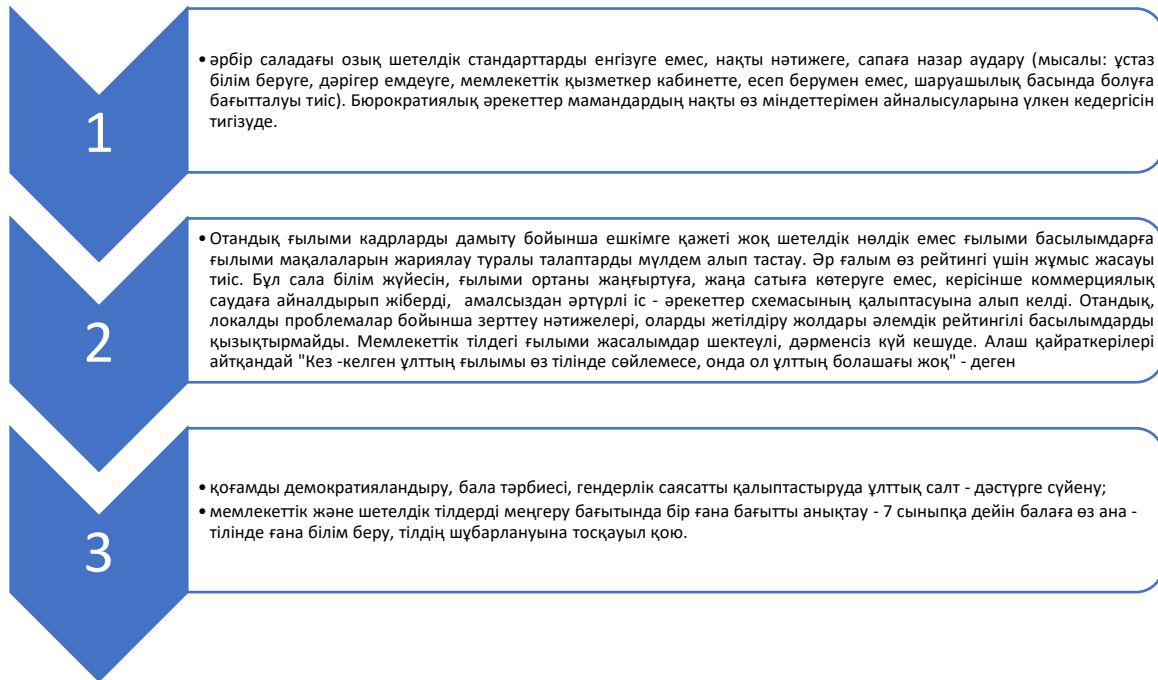 1
• әрбір саладағы озық шетелдік стандарттарды енгізуге емес, нақты нәтижеге, сапаға назар аудару (мысалы: ұстаз
білім беруге, дәрігер емдеуге, мемлекеттік қызметкер кабинетте, есеп берумен емес, шаруашылық басында болуға
бағытталуы тиіс). Бюрократиялық әрекеттер мамандардың нақты өз міндеттерімен айналысуларына үлкен кедергісін
тигізуде.
2
• Отандық ғылыми кадрларды дамыту бойынша ешкімге қажеті жоқ шетелдік нөлдік емес ғылыми басылымдарға
ғылыми мақалаларын жариялау туралы талаптарды мүлдем алып тастау. Әр ғалым өз рейтингі үшін жұмыс жасауы
тиіс. Бұл сала білім жүйесін, ғылыми ортаны жаңғыртуға, жаңа сатыға көтеруге емес, керісінше коммерциялық
саудаға айналдырып жіберді, амалсыздан әртүрлі іс - әрекеттер схемасының қалыптасуына алып келді. Отандық,
локалды проблемалар бойынша зерттеу нәтижелері, оларды жетілдіру жолдары әлемдік рейтингілі басылымдарды
қызықтырмайды. Мемлекеттік тілдегі ғылыми жасалымдар шектеулі, дәрменсіз күй кешуде. Алаш қайраткерілері
айтқандай "Кез -келген ұлттың ғылымы өз тілінде сөйлемесе, онда ол ұлттың болашағы жоқ" - деген
3
• қоғамды демократияландыру, бала тәрбиесі, гендерлік саясатты қалыптастыруда ұлттық салт - дәстүрге сүйену;
• мемлекеттік және шетелдік тілдерді меңгеру бағытында бір ғана бағытты анықтау - 7 сыныпқа дейін балаға өз ана -
тілінде ғана білім беру, тілдің шұбарлануына тосқауыл қою.